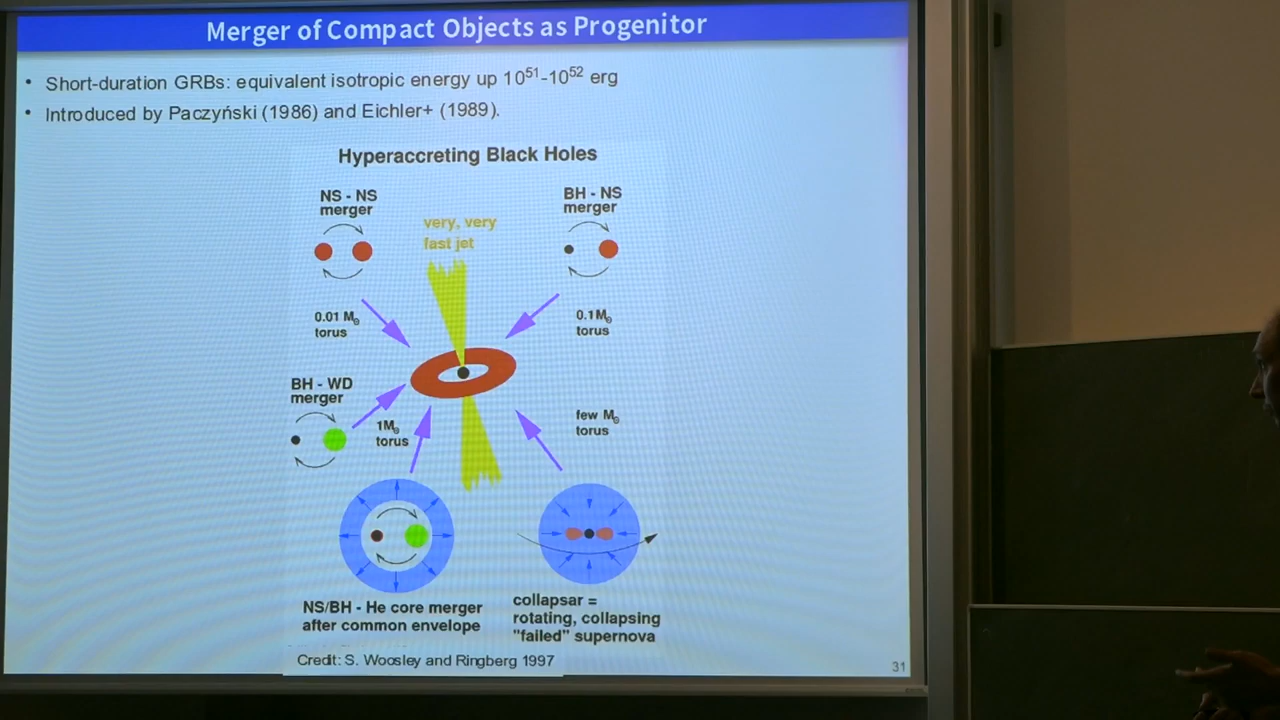 Merger of Compact Objects as Progenitor
• Short-duration GRBs: equivalent isotropic energy up 10⁵¹-10⁵² erg
• Introduced by Paczyński (1986) and Eichler+ (1989).
Hyperaccreting Black Holes
NS - NS
merger
BH - NS
merger
very, very
fast jet
0.01 M⊙
torus
0.1M⊙
torus
BH - WD
merger
1M⊙
torus
few M⊙
torus
NS/BH - He core merger
after common envelope
collapsar =
rotating, collapsing
"failed" supernova
Credit: S. Woosley and Ringberg 1997
31